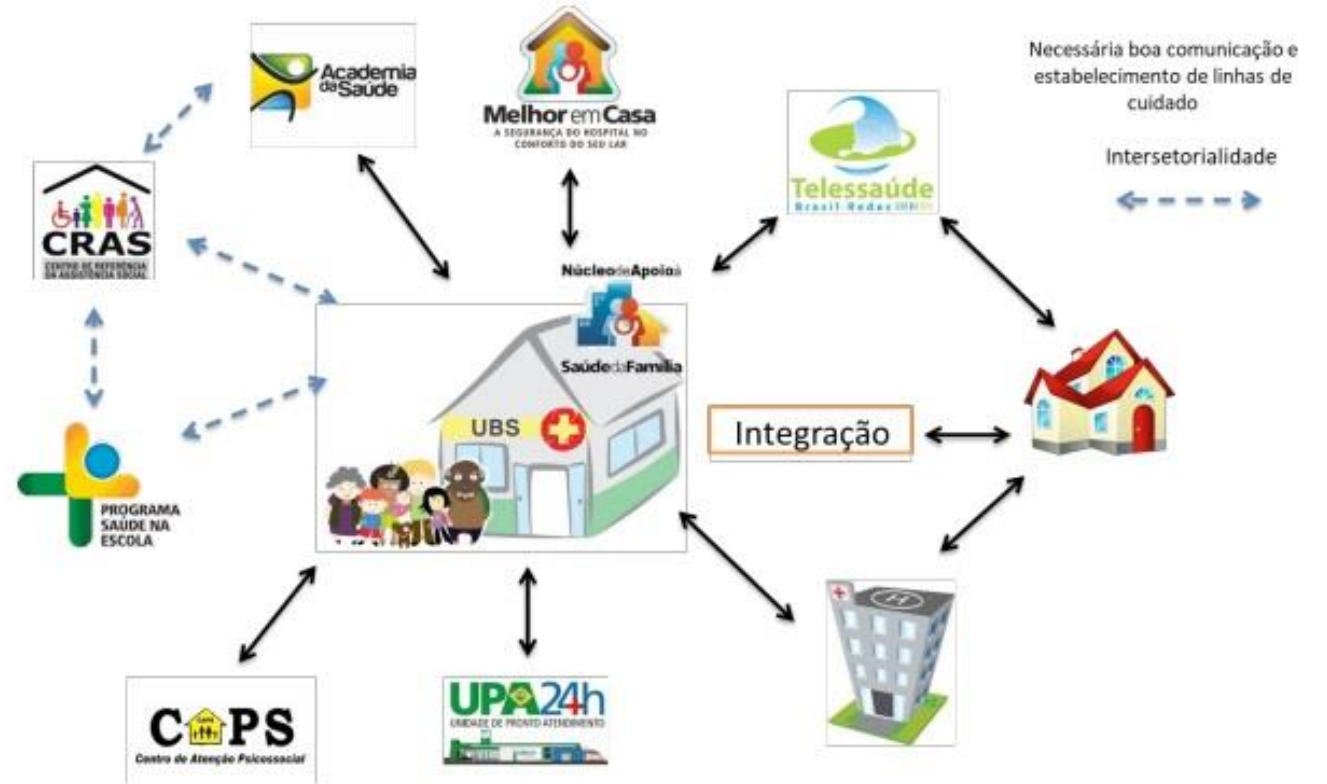 Academia
da Saúde
Melhor em Casa
A SEGURANÇA DO HOSPITAL NO
CONFORTO DO SEU LAR
Necessária boa comunicação e
estabelecimento de linhas de
cuidado
Intersetorialidade
Telessaúde
Brasil Redes
CRAS
CENTRO DE REFERÊNCIA
DA ASSISTÊNCIA SOCIAL
Núcleo de Apoio à
Saúde da Família
UBS
Integração
PROGRAMA
SAÚDE NA
ESCOLA
H
CAPS
Centro de Atenção Psicossocial
UPA 24h
UNIDADE DE PRONTO ATENDIMENTO